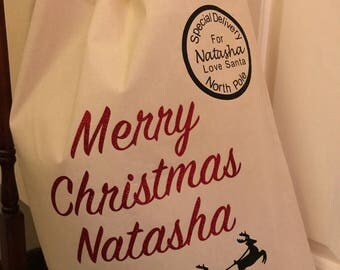 Special Delivery
For
Natasha
Love Santa
North Pole
Merry
Christmas
Natasha